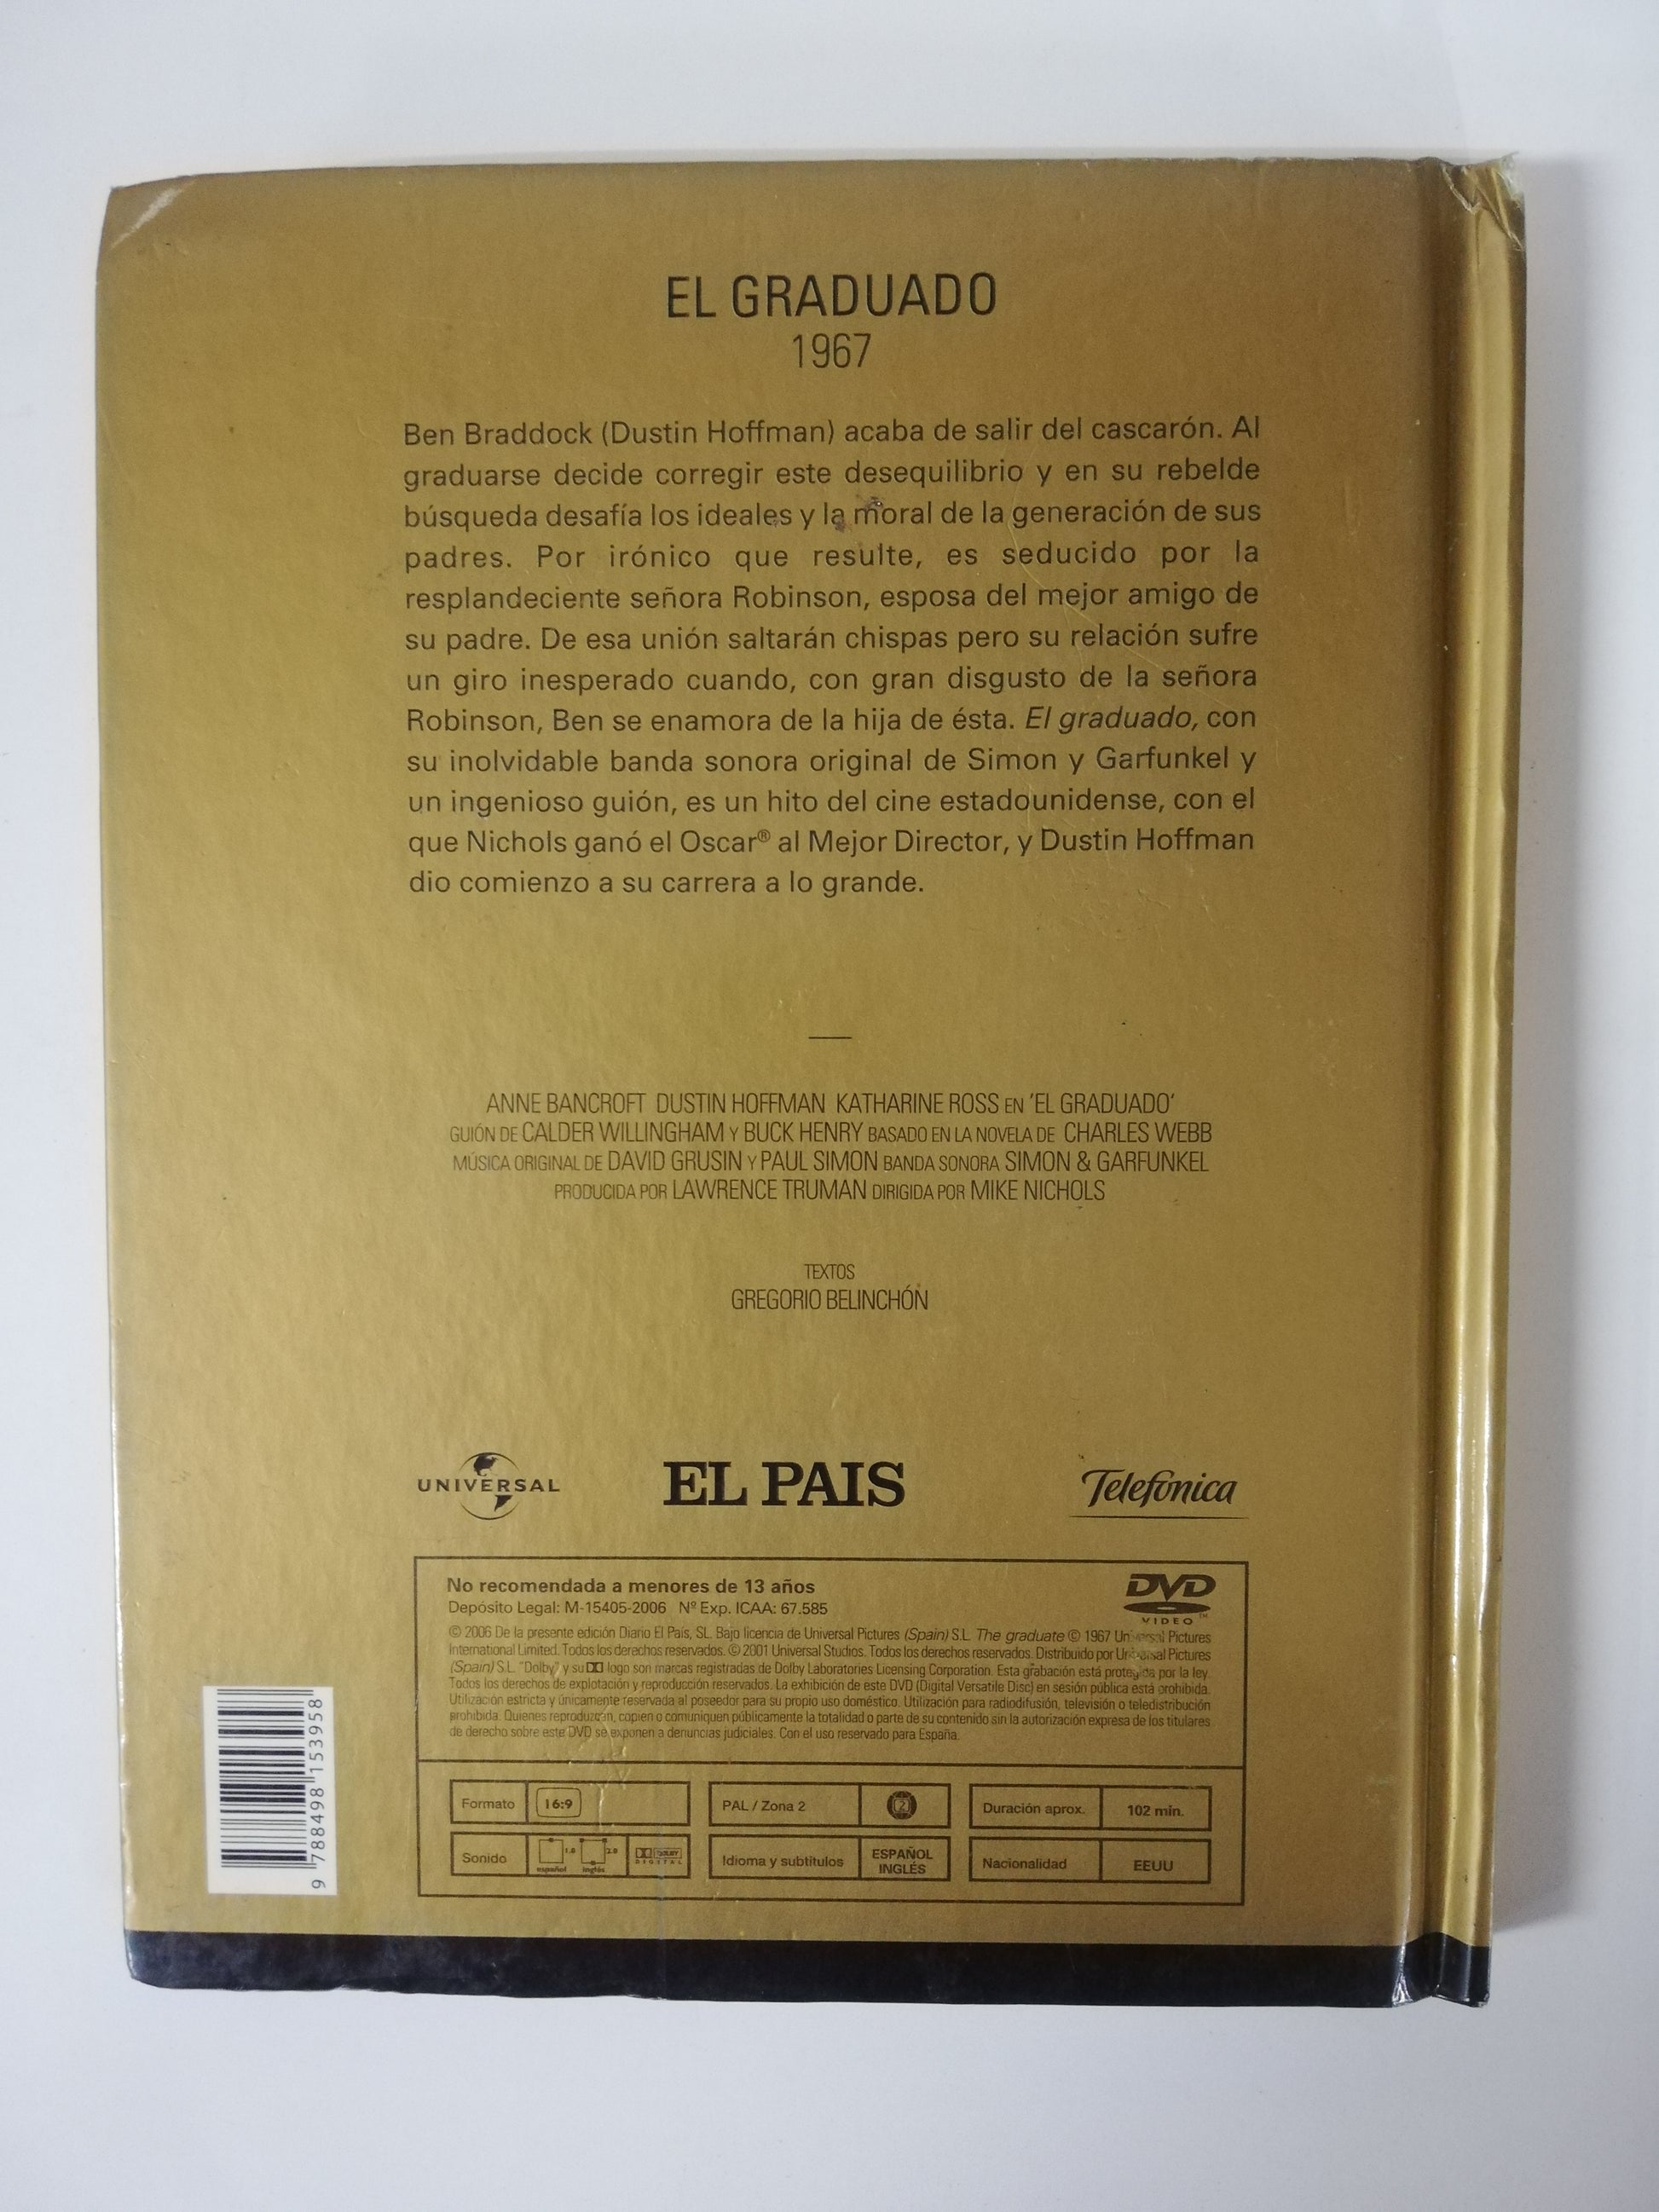 EL GRADUADO
1967
Ben Braddock (Dustin Hoffman) acaba de salir del cascarón. Al
graduarse decide corregir este desequilibrio y en su rebelde
búsqueda desafía los ideales y la moral de la generación de sus
padres. Por irónico que resulte, es seducido por la
resplandeciente señora Robinson, esposa del mejor amigo de
su padre. De esa unión saltarán chispas pero su relación sufre
un giro inesperado cuando, con gran disgusto de la señora
Robinson, Ben se enamora de la hija de ésta. El graduado, con
su inolvidable banda sonora original de Simon y Garfunkel y
un ingenioso guión, es un hito del cine estadounidense, con el
que Nichols ganó el Oscar® al Mejor Director, y Dustin Hoffman
dio comienzo a su carrera a lo grande.
ANNE BANCROFT DUSTIN HOFFMAN KATHARINE ROSS EN 'EL GRADUADO'
GUIÓN DE CALDER WILLINGHAM Y BUCK HENRY BASADO EN LA NOVELA DE CHARLES WEBB
MÚSICA ORIGINAL DE DAVID GRUSIN Y PAUL SIMON BANDA SONORA SIMON & GARFUNKEL
PRODUCIDA POR LAWRENCE TRUMAN DIRIGIDA POR MIKE NICHOLS
TEXTOS
GREGORIO BELINCHÓN
UNIVERSAL EL PAIS Telefónica
No recomendada a menores de 13 años
DVD
VIDEO™
Depósito Legal: M-15405-2006 Nº Exp. ICAA: 67.585
© 2006 De la presente edición Diario El País, SL. Bajo licencia de Universal Pictures (Spain) S.L. The graduate © 1967 Universal Pictures
International Limited. Todos los derechos reservados. © 2001 Universal Studios. Todos los derechos reservados. Distribuido por Universal Pictures
(Spain) S.L. "Dolby" y su logo son marcas registradas de Dolby Laboratories Licensing Corporation. Esta grabación está protegida por la ley.
Todos los derechos de explotación y reproducción reservados. La exhibición de este DVD (Digital Versatile Disc) en sesión pública está prohibida.
Utilización estricta y únicamente reservada al poseedor para su propio uso doméstico. Utilización para radiodifusión, televisión o teledistribución
prohibida. Quienes reproduzcan, copien o comuniquen públicamente la totalidad o parte de su contenido sin la autorización expresa de los titulares
de derecho sobre este DVD se exponen a denuncias judiciales. Con el uso reservado para España.
Formato 16:9
PAL / Zona 2 2
Duración aprox. 102 min.
Sonido español 1.0 inglés 2.0 DOLBY DIGITAL
Idioma y subtítulos ESPAÑOL INGLÉS
Nacionalidad EEUU
9 788498 153958